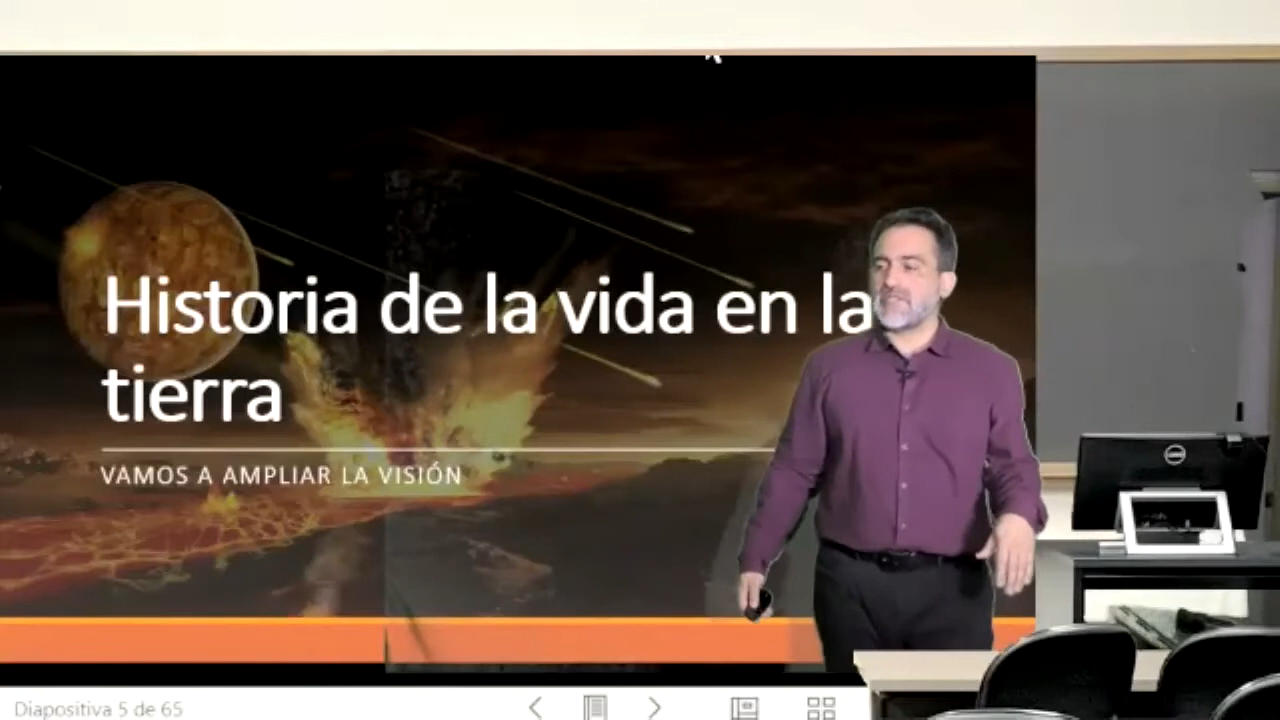 Historia de la vida en la
tierra
VAMOS A AMPLIAR LA VISIÓN
Diapositiva 5 de 65